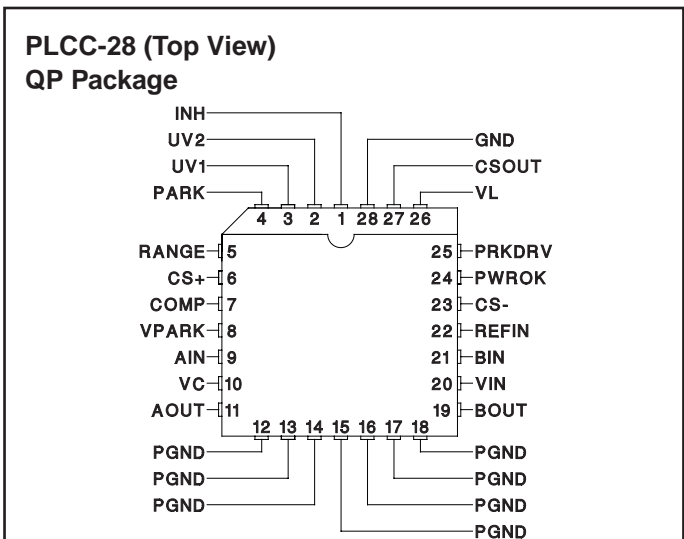 PLCC-28 (Top View)
QP Package
INH
UV2
GND
UV1
CSOUT
PARK
VL
4 3 2 1 28 27 26
RANGE 5
25 PRKDRV
CS+ 6
24 PWROK
COMP 7
23 CS-
VPARK 8
22 REFIN
AIN 9
21 BIN
VC 10
20 VIN
AOUT 11
19 BOUT
12 13 14 15 16 17 18
PGND
PGND
PGND
PGND
PGND
PGND
PGND